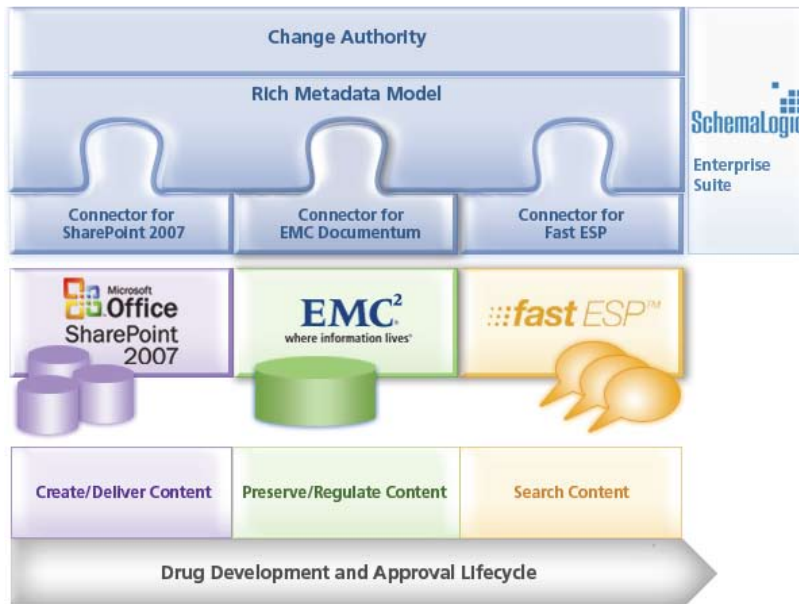 Change Authority
Rich Metadata Model
SchemaLogic
Enterprise
Suite
Connector for
SharePoint 2007
Connector for
EMC Documentum
Connector for
Fast ESP
Microsoft
Office
SharePoint
2007
EMC²
where information lives®
fast ESP™
Create/Deliver Content
Preserve/Regulate Content
Search Content
Drug Development and Approval Lifecycle